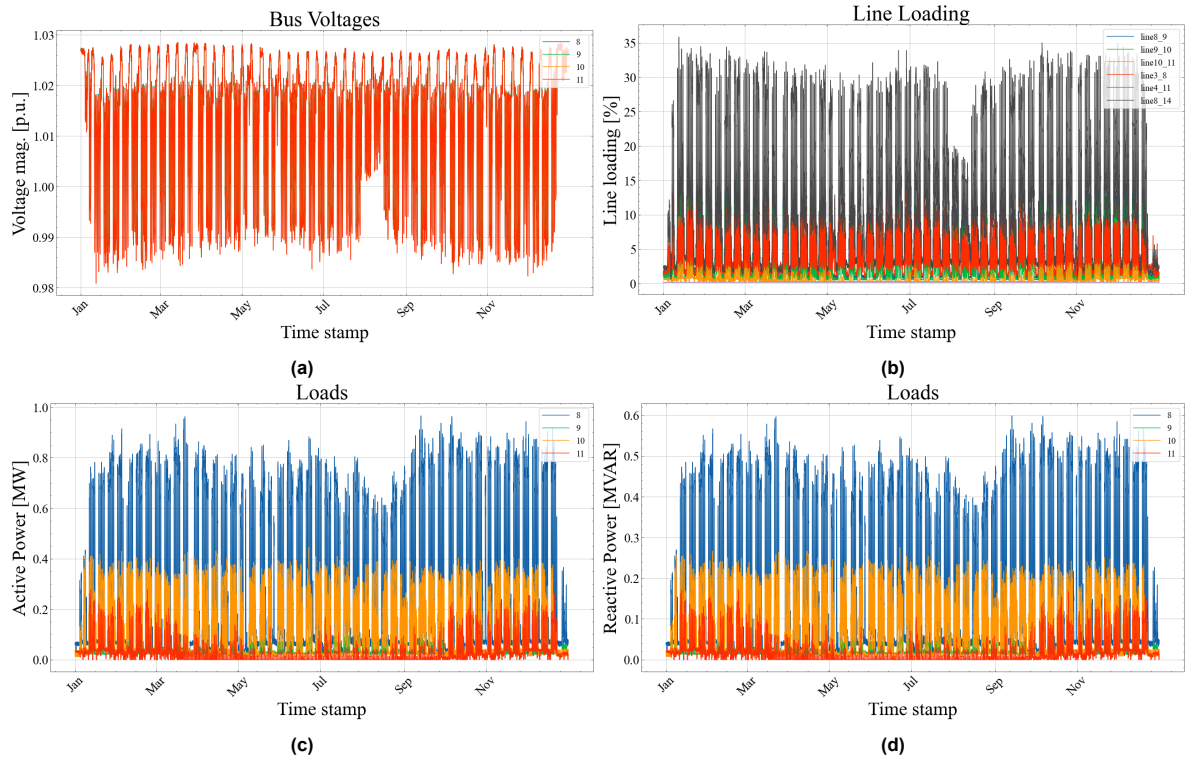 Bus Voltages
Voltage mag. [p.u.]
1.03
1.02
1.01
1.00
0.99
0.98
8
9
10
11
Jan
Mar
May
Jul
Sep
Nov
Time stamp
(a)
Line Loading
Line loading [%]
35
30
25
20
15
10
5
0
line8_9
line9_10
line10_11
line3_8
line4_11
line8_14
Jan
Mar
May
Jul
Sep
Nov
Time stamp
(b)
Loads
Active Power [MW]
1.0
0.8
0.6
0.4
0.2
0.0
8
9
10
11
Jan
Mar
May
Jul
Sep
Nov
Time stamp
(c)
Loads
Reactive Power [MVAR]
0.6
0.5
0.4
0.3
0.2
0.1
0.0
8
9
10
11
Jan
Mar
May
Jul
Sep
Nov
Time stamp
(d)